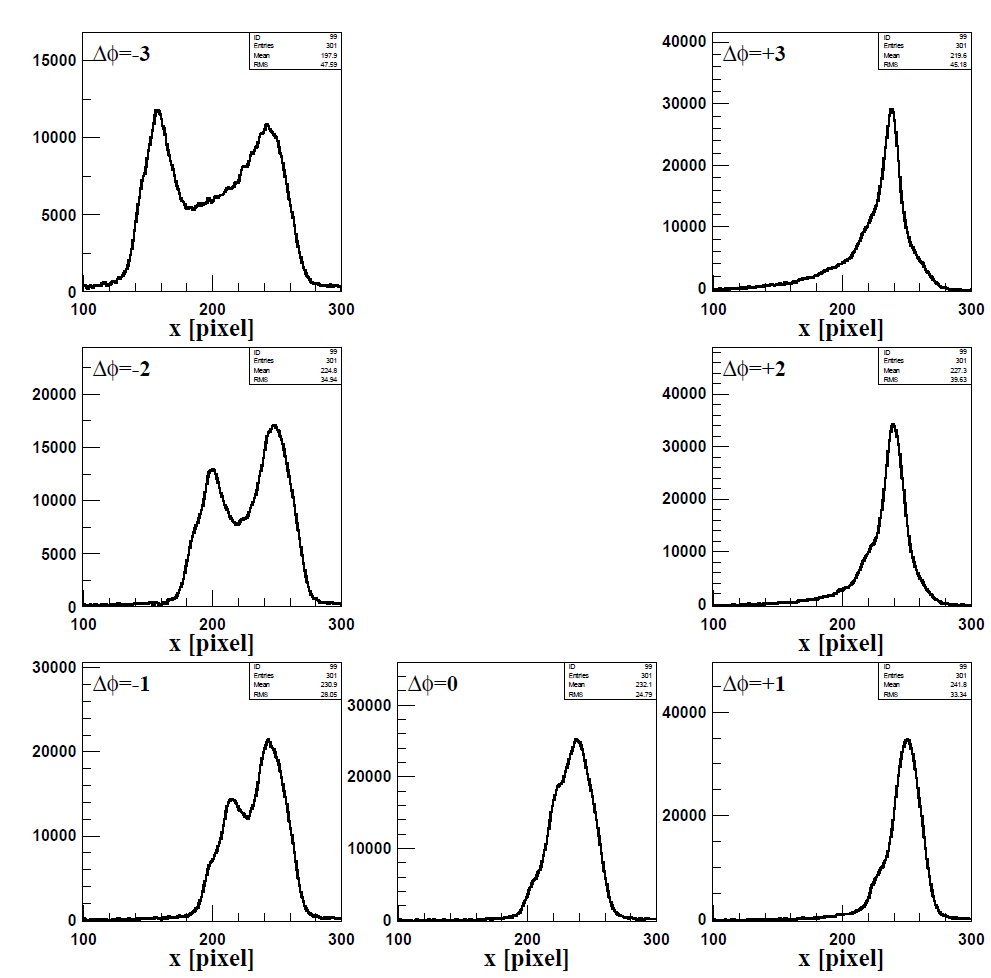 Δϕ=-3
ID 99
Entries 301
Mean 197.9
RMS 47.59
15000
10000
5000
0
100 200 300
x [pixel]
Δϕ=+3
ID 99
Entries 301
Mean 219.6
RMS 45.18
40000
30000
20000
10000
0
100 200 300
x [pixel]
Δϕ=-2
ID 99
Entries 301
Mean 224.8
RMS 34.94
20000
15000
10000
5000
0
100 200 300
x [pixel]
Δϕ=+2
ID 99
Entries 301
Mean 227.3
RMS 39.63
40000
30000
20000
10000
0
100 200 300
x [pixel]
Δϕ=-1
ID 99
Entries 301
Mean 230.9
RMS 28.05
30000
20000
10000
0
100 200 300
x [pixel]
Δϕ=0
ID 99
Entries 301
Mean 232.1
RMS 24.79
30000
20000
10000
0
100 200 300
x [pixel]
Δϕ=+1
ID 99
Entries 301
Mean 241.8
RMS 33.34
40000
20000
0
100 200 300
x [pixel]